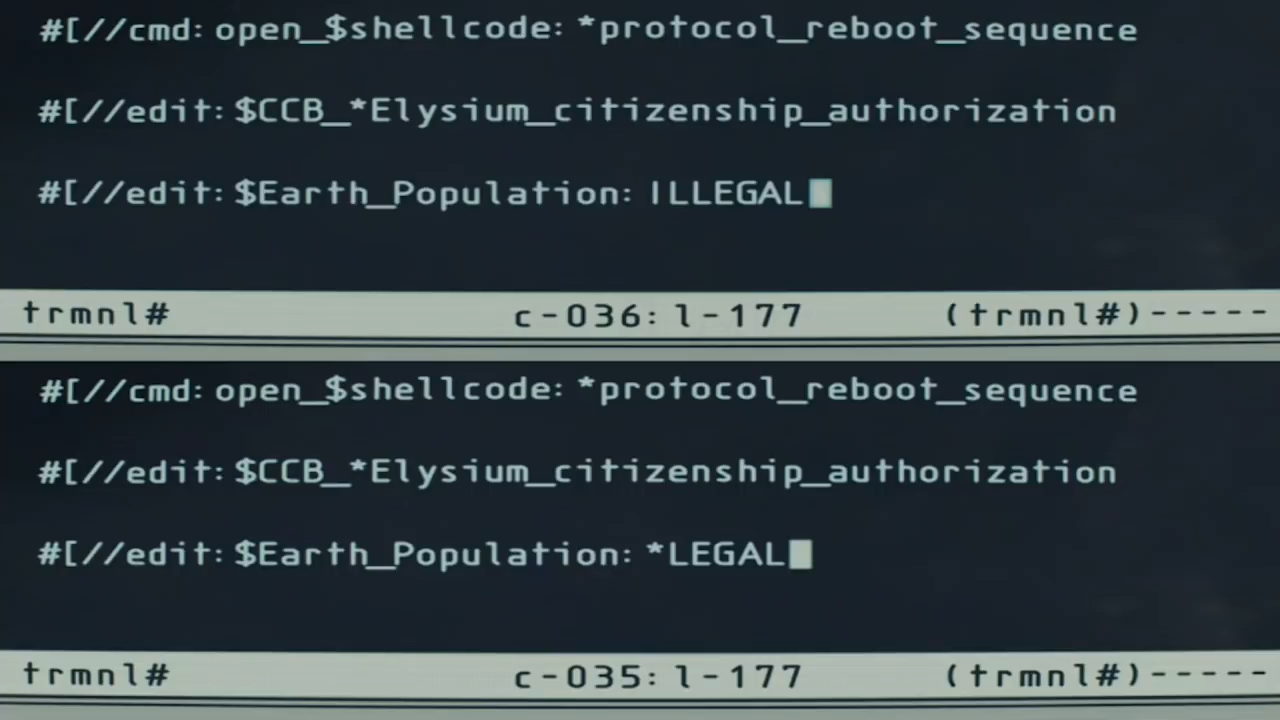 #[//cmd: open_$shellcode: *protocol_reboot_sequence
#[//edit: $CCB_*Elysium_citizenship_authorization
#[//edit: $Earth_Population: ILLEGAL
trmnl# c-036: l-177 (trmnl#)-----
#[//cmd: open_$shellcode: *protocol_reboot_sequence
#[//edit: $CCB_*Elysium_citizenship_authorization
#[//edit: $Earth_Population: *LEGAL
trmnl# c-035: l-177 (trmnl#)-----